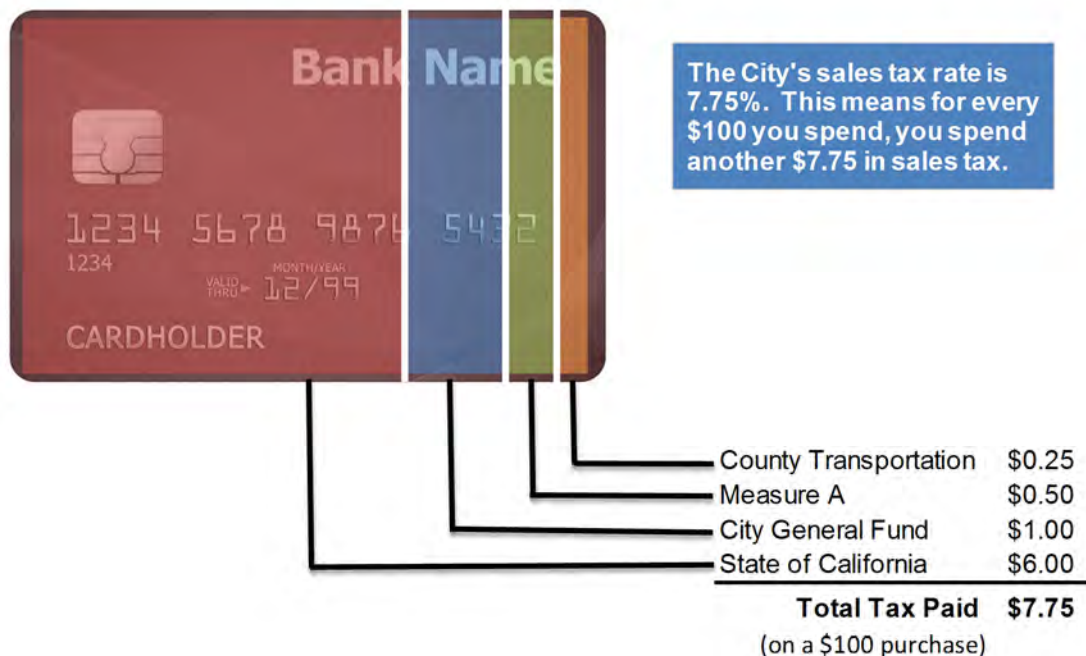 Bank Name
1234 5678 9876 5432
1234
MONTH/YEAR
VALID
THRU 12/99
CARDHOLDER
The City's sales tax rate is
7.75%. This means for every
$100 you spend, you spend
another $7.75 in sales tax.
County Transportation $0.25
Measure A $0.50
City General Fund $1.00
State of California $6.00
Total Tax Paid $7.75
(on a $100 purchase)